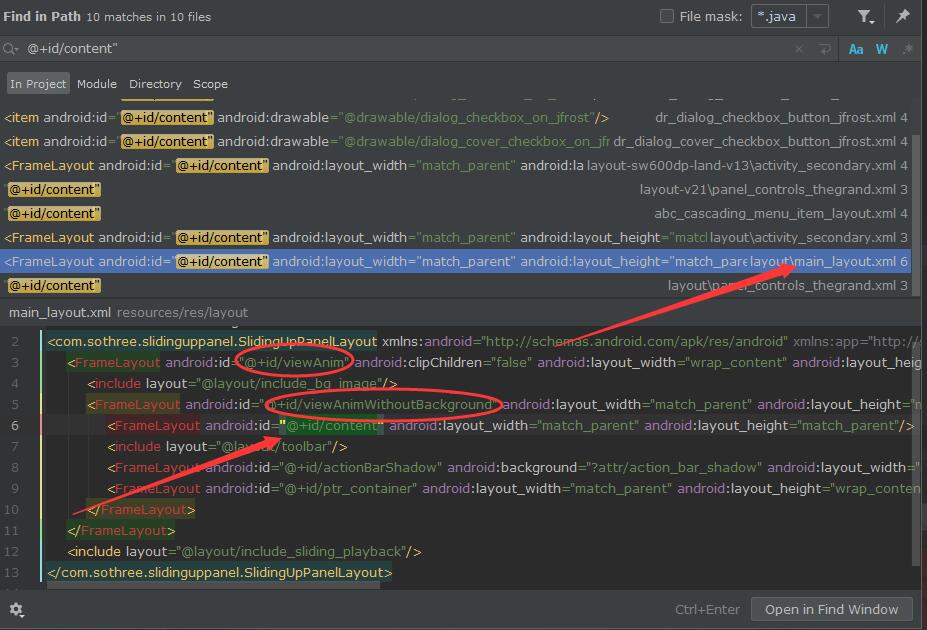 Find in Path 10 matches in 10 files File mask: *.java
@+id/content" Aa W .*
In Project Module Directory Scope
<item android:id="@+id/content" android:drawable="@drawable/dialog_checkbox_on_jfrost"/> dr_dialog_checkbox_button_jfrost.xml 4
<item android:id="@+id/content" android:drawable="@drawable/dialog_cover_checkbox_on_jfr dr_dialog_cover_checkbox_button_jfrost.xml 4
<FrameLayout android:id="@+id/content" android:layout_width="match_parent" android:la layout-sw600dp-land-v13\activity_secondary.xml 4
"@+id/content" layout-v21\panel_controls_thegrand.xml 3
"@+id/content" abc_cascading_menu_item_layout.xml 4
<FrameLayout android:id="@+id/content" android:layout_width="match_parent" android:layout_height="matc layout\activity_secondary.xml 3
<FrameLayout android:id="@+id/content" android:layout_width="match_parent" android:layout_height="match_pare layout\main_layout.xml 6
"@+id/content" layout\panel_controls_thegrand.xml 3
main_layout.xml resources/res/layout
2 <com.sothree.slidinguppanel.SlidingUpPanelLayout xmlns:android="http://schemas.android.com/apk/res/android" xmlns:app="http://s
3 <FrameLayout android:id="@+id/viewAnim" android:clipChildren="false" android:layout_width="wrap_content" android:layout_heig
4 <include layout="@layout/include_bg_image"/>
5 <FrameLayout android:id="@+id/viewAnimWithoutBackground" android:layout_width="match_parent" android:layout_height="m
6 <FrameLayout android:id="@+id/content" android:layout_width="match_parent" android:layout_height="match_parent"/>
7 <include layout="@layout/toolbar"/>
8 <FrameLayout android:id="@+id/actionBarShadow" android:background="?attr/action_bar_shadow" android:layout_width="
9 <FrameLayout android:id="@+id/ptr_container" android:layout_width="match_parent" android:layout_height="wrap_conten
10 </FrameLayout>
11 </FrameLayout>
12 <include layout="@layout/include_sliding_playback"/>
13 </com.sothree.slidinguppanel.SlidingUpPanelLayout>
Ctrl+Enter Open in Find Window